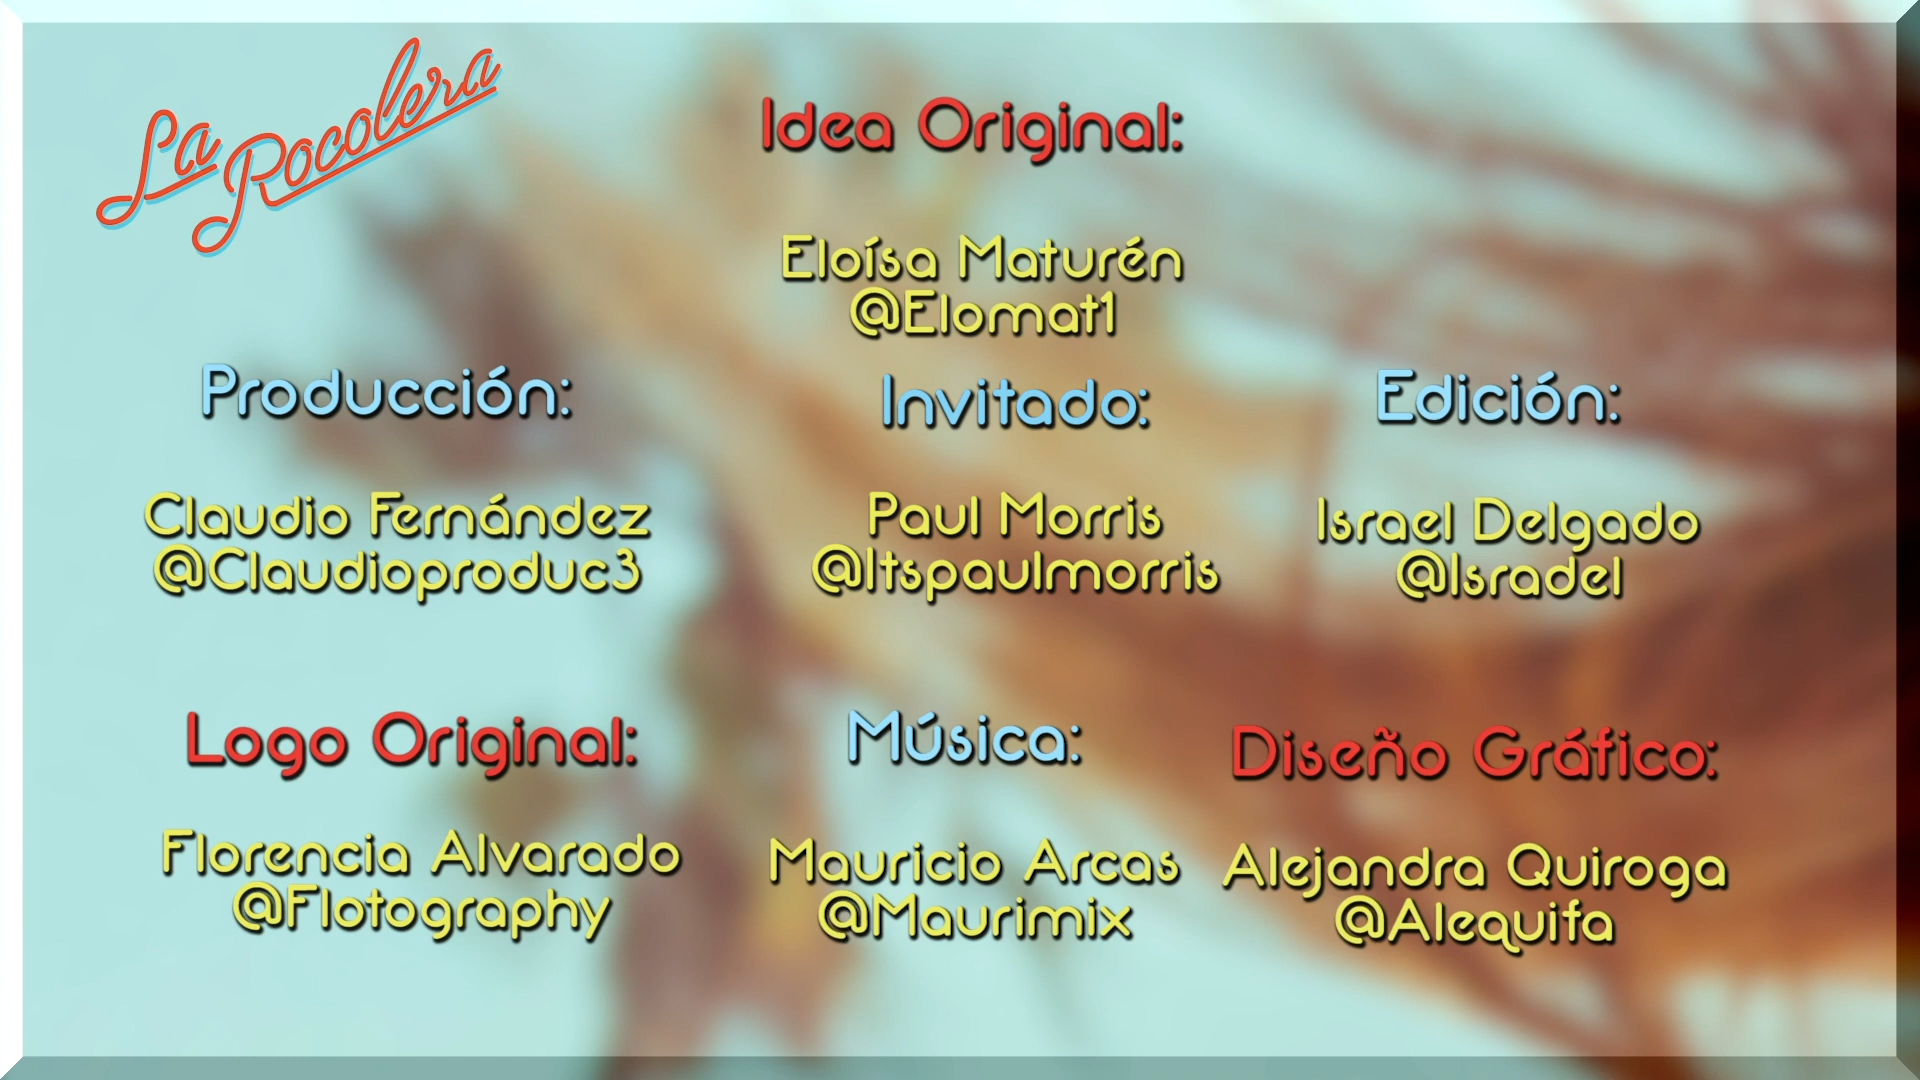 La Rocolera
Idea Original:
Eloísa Maturén
@Elomat1
Producción:
Claudio Fernández
@Claudioproduc3
Invitado:
Paul Morris
@Itspaulmorris
Edición:
Israel Delgado
@Isradel
Logo Original:
Florencia Alvarado
@Flotography
Música:
Mauricio Arcas
@Maurimix
Diseño Gráfico:
Alejandra Quiroga
@Alequifa